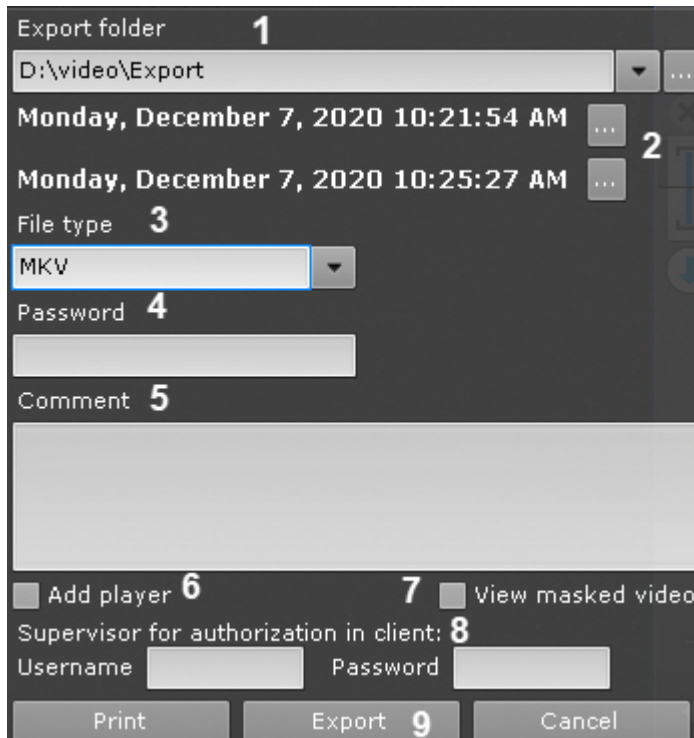 Export folder 1
D:\video\Export ...
Monday, December 7, 2020 10:21:54 AM ...
2
Monday, December 7, 2020 10:25:27 AM ...
File type 3
MKV
Password 4
Comment 5
Add player 6 7 View masked video
Supervisor for authorization in client: 8
Username Password
Print Export 9 Cancel